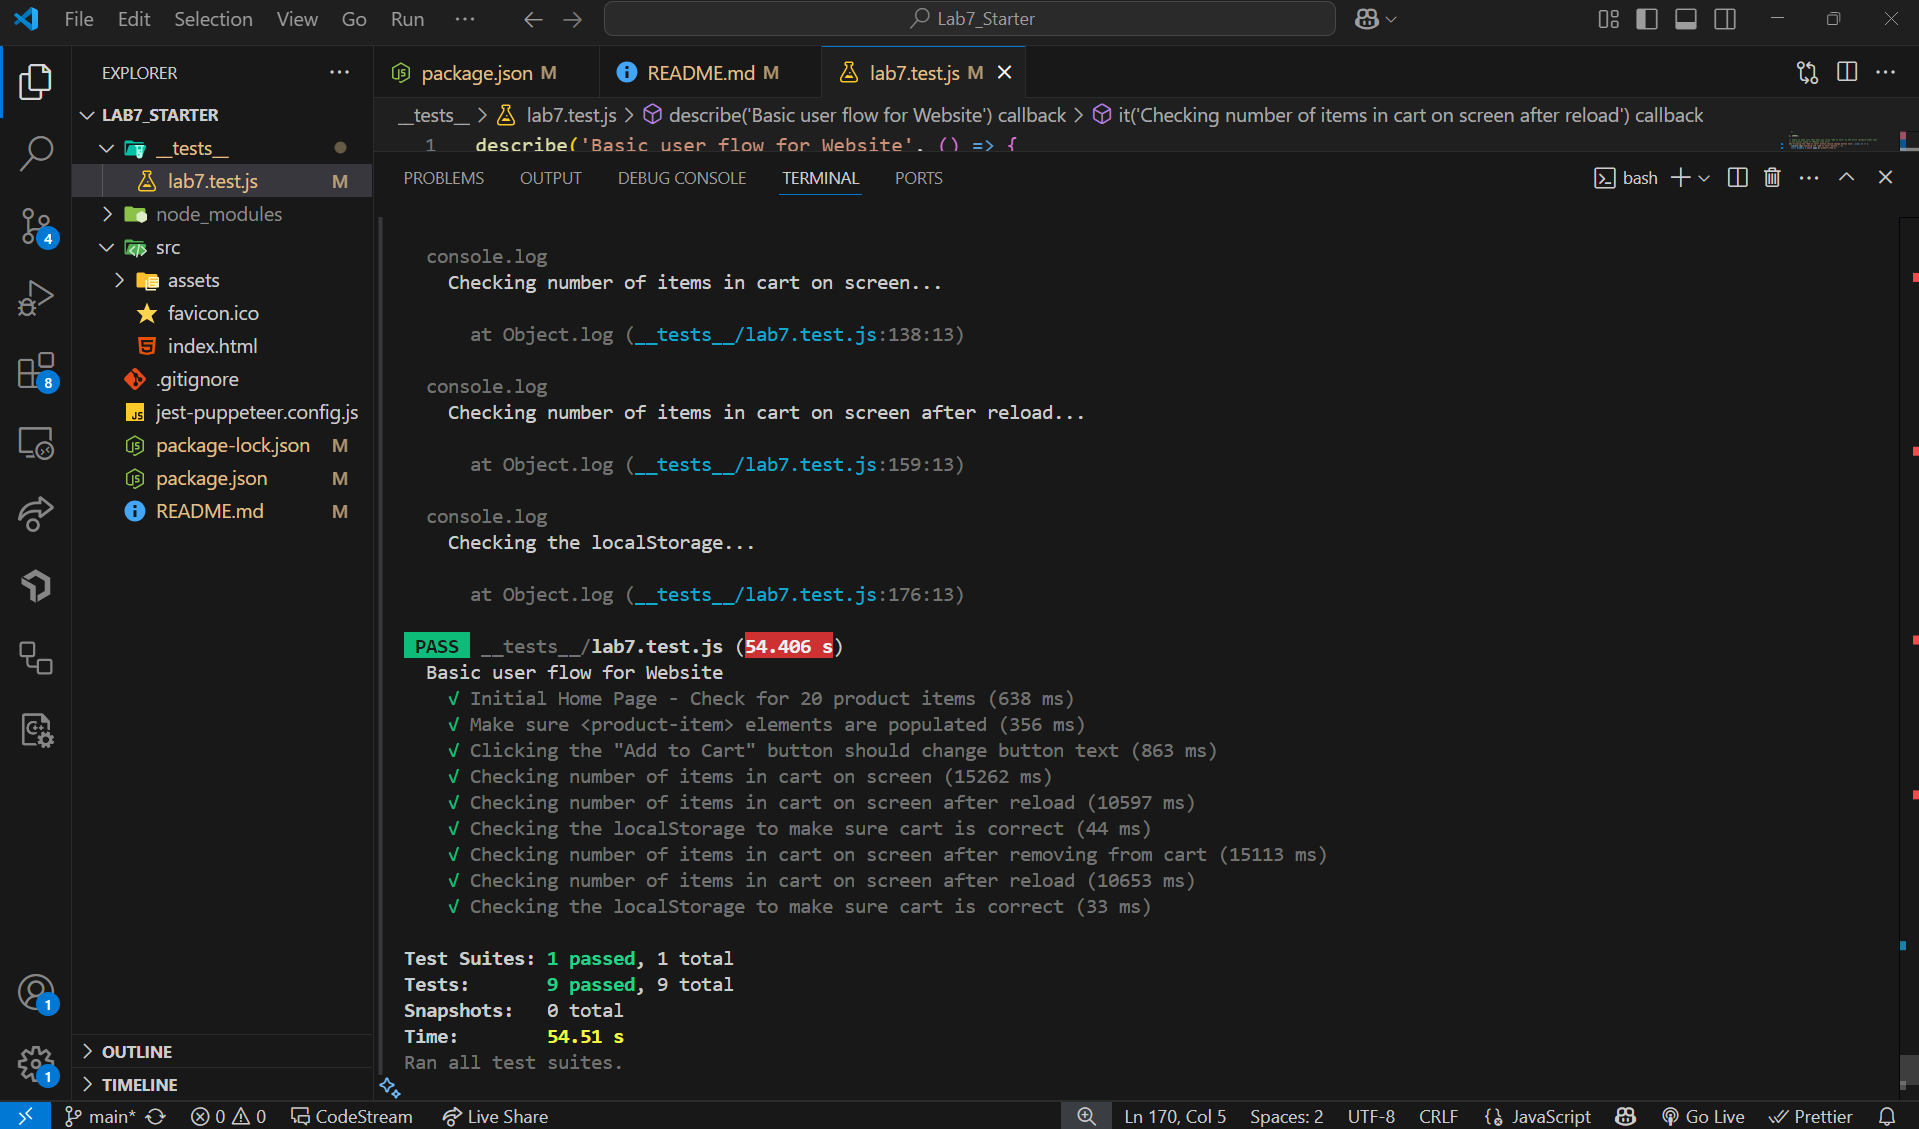 File Edit Selection View Go Run ··· Lab7_Starter
EXPLORER ···
LAB7_STARTER
__tests__
lab7.test.js M
node_modules
src
assets
favicon.ico
index.html
.gitignore
jest-puppeteer.config.js
package-lock.json M
package.json M
README.md M
OUTLINE
TIMELINE
4
8
1
1
package.json M README.md M lab7.test.js M
__tests__ > lab7.test.js > describe('Basic user flow for Website') callback > it('Checking number of items in cart on screen after reload') callback
1 describe('Basic user flow for Website', () => {
PROBLEMS OUTPUT DEBUG CONSOLE TERMINAL PORTS bash
console.log
Checking number of items in cart on screen...
at Object.log (__tests__/lab7.test.js:138:13)
console.log
Checking number of items in cart on screen after reload...
at Object.log (__tests__/lab7.test.js:159:13)
console.log
Checking the localStorage...
at Object.log (__tests__/lab7.test.js:176:13)
PASS __tests__/lab7.test.js (54.406 s)
Basic user flow for Website
√ Initial Home Page - Check for 20 product items (638 ms)
√ Make sure <product-item> elements are populated (356 ms)
√ Clicking the "Add to Cart" button should change button text (863 ms)
√ Checking number of items in cart on screen (15262 ms)
√ Checking number of items in cart on screen after reload (10597 ms)
√ Checking the localStorage to make sure cart is correct (44 ms)
√ Checking number of items in cart on screen after removing from cart (15113 ms)
√ Checking number of items in cart on screen after reload (10653 ms)
√ Checking the localStorage to make sure cart is correct (33 ms)
Test Suites: 1 passed, 1 total
Tests: 9 passed, 9 total
Snapshots: 0 total
Time: 54.51 s
Ran all test suites.
main* 0 0 CodeStream Live Share Ln 170, Col 5 Spaces: 2 UTF-8 CRLF {} JavaScript Go Live Prettier